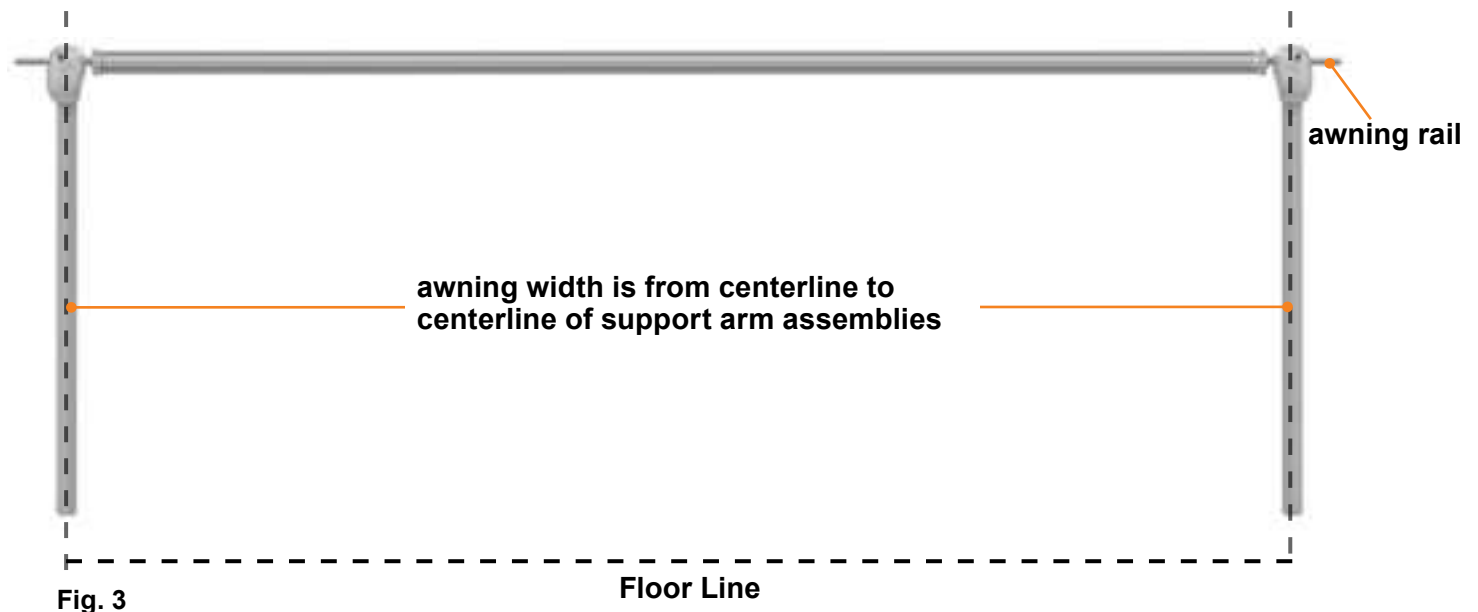 awning rail
awning width is from centerline to
centerline of support arm assemblies
Floor Line
Fig. 3